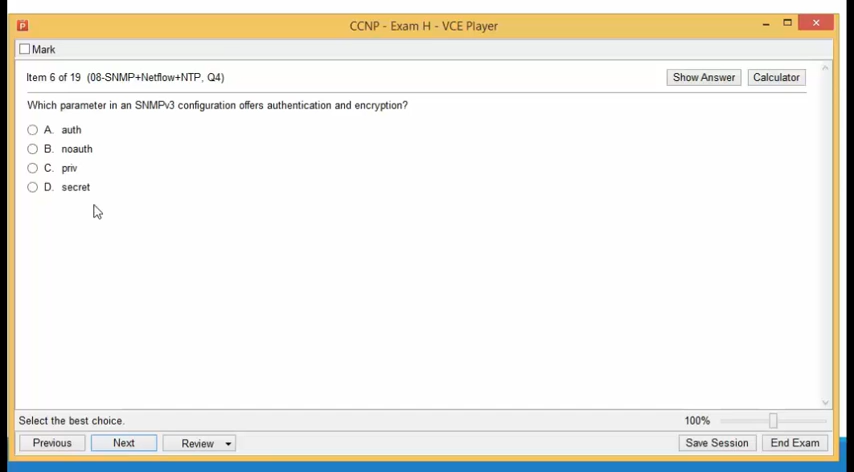 CCNP - Exam H - VCE Player
Mark
Item 6 of 19 (08-SNMP+Netflow+NTP, Q4)
Show Answer
Calculator
Which parameter in an SNMPv3 configuration offers authentication and encryption?
A. auth
B. noauth
C. priv
D. secret
Select the best choice.
100%
Previous
Next
Review
Save Session
End Exam